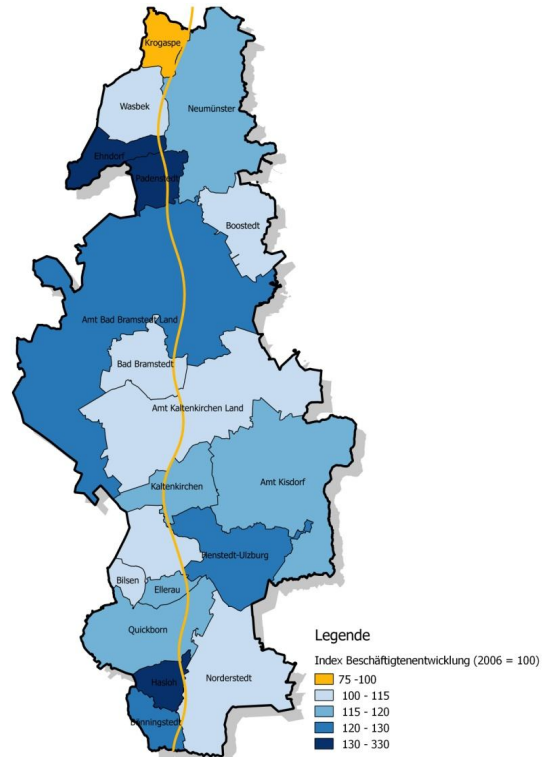 Krogaspe
Wasbek
Neumünster
Ehndorf
Padenstedt
Boostedt
Amt Bad Bramstedt Land
Bad Bramstedt
Amt Kaltenkirchen Land
Kaltenkirchen
Amt Kisdorf
Henstedt-Ulzburg
Bilsen
Ellerau
Quickborn
Hasloh
Norderstedt
Bönningstedt
Legende
Index Beschäftigtenentwicklung (2006 = 100)
75 -100
100 - 115
115 - 120
120 - 130
130 - 330